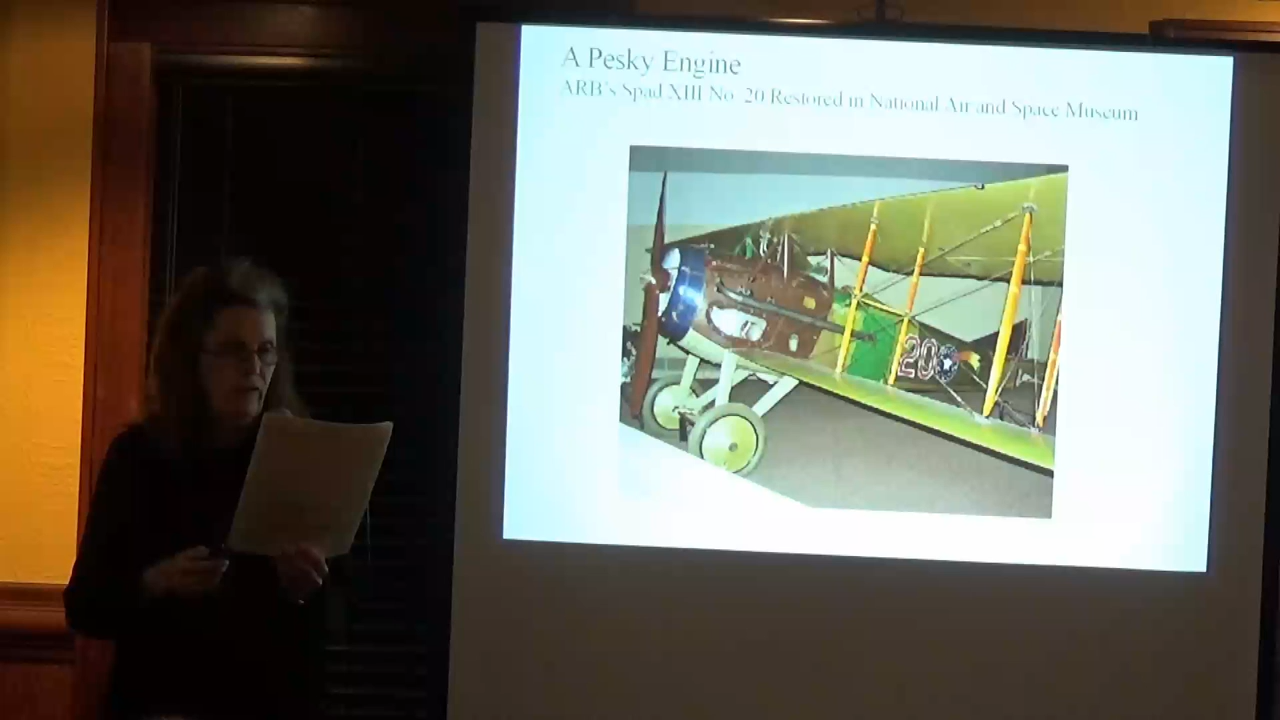 A Pesky Engine
ARB's Spad XIII No. 20 Restored in National Air and Space Museum
20